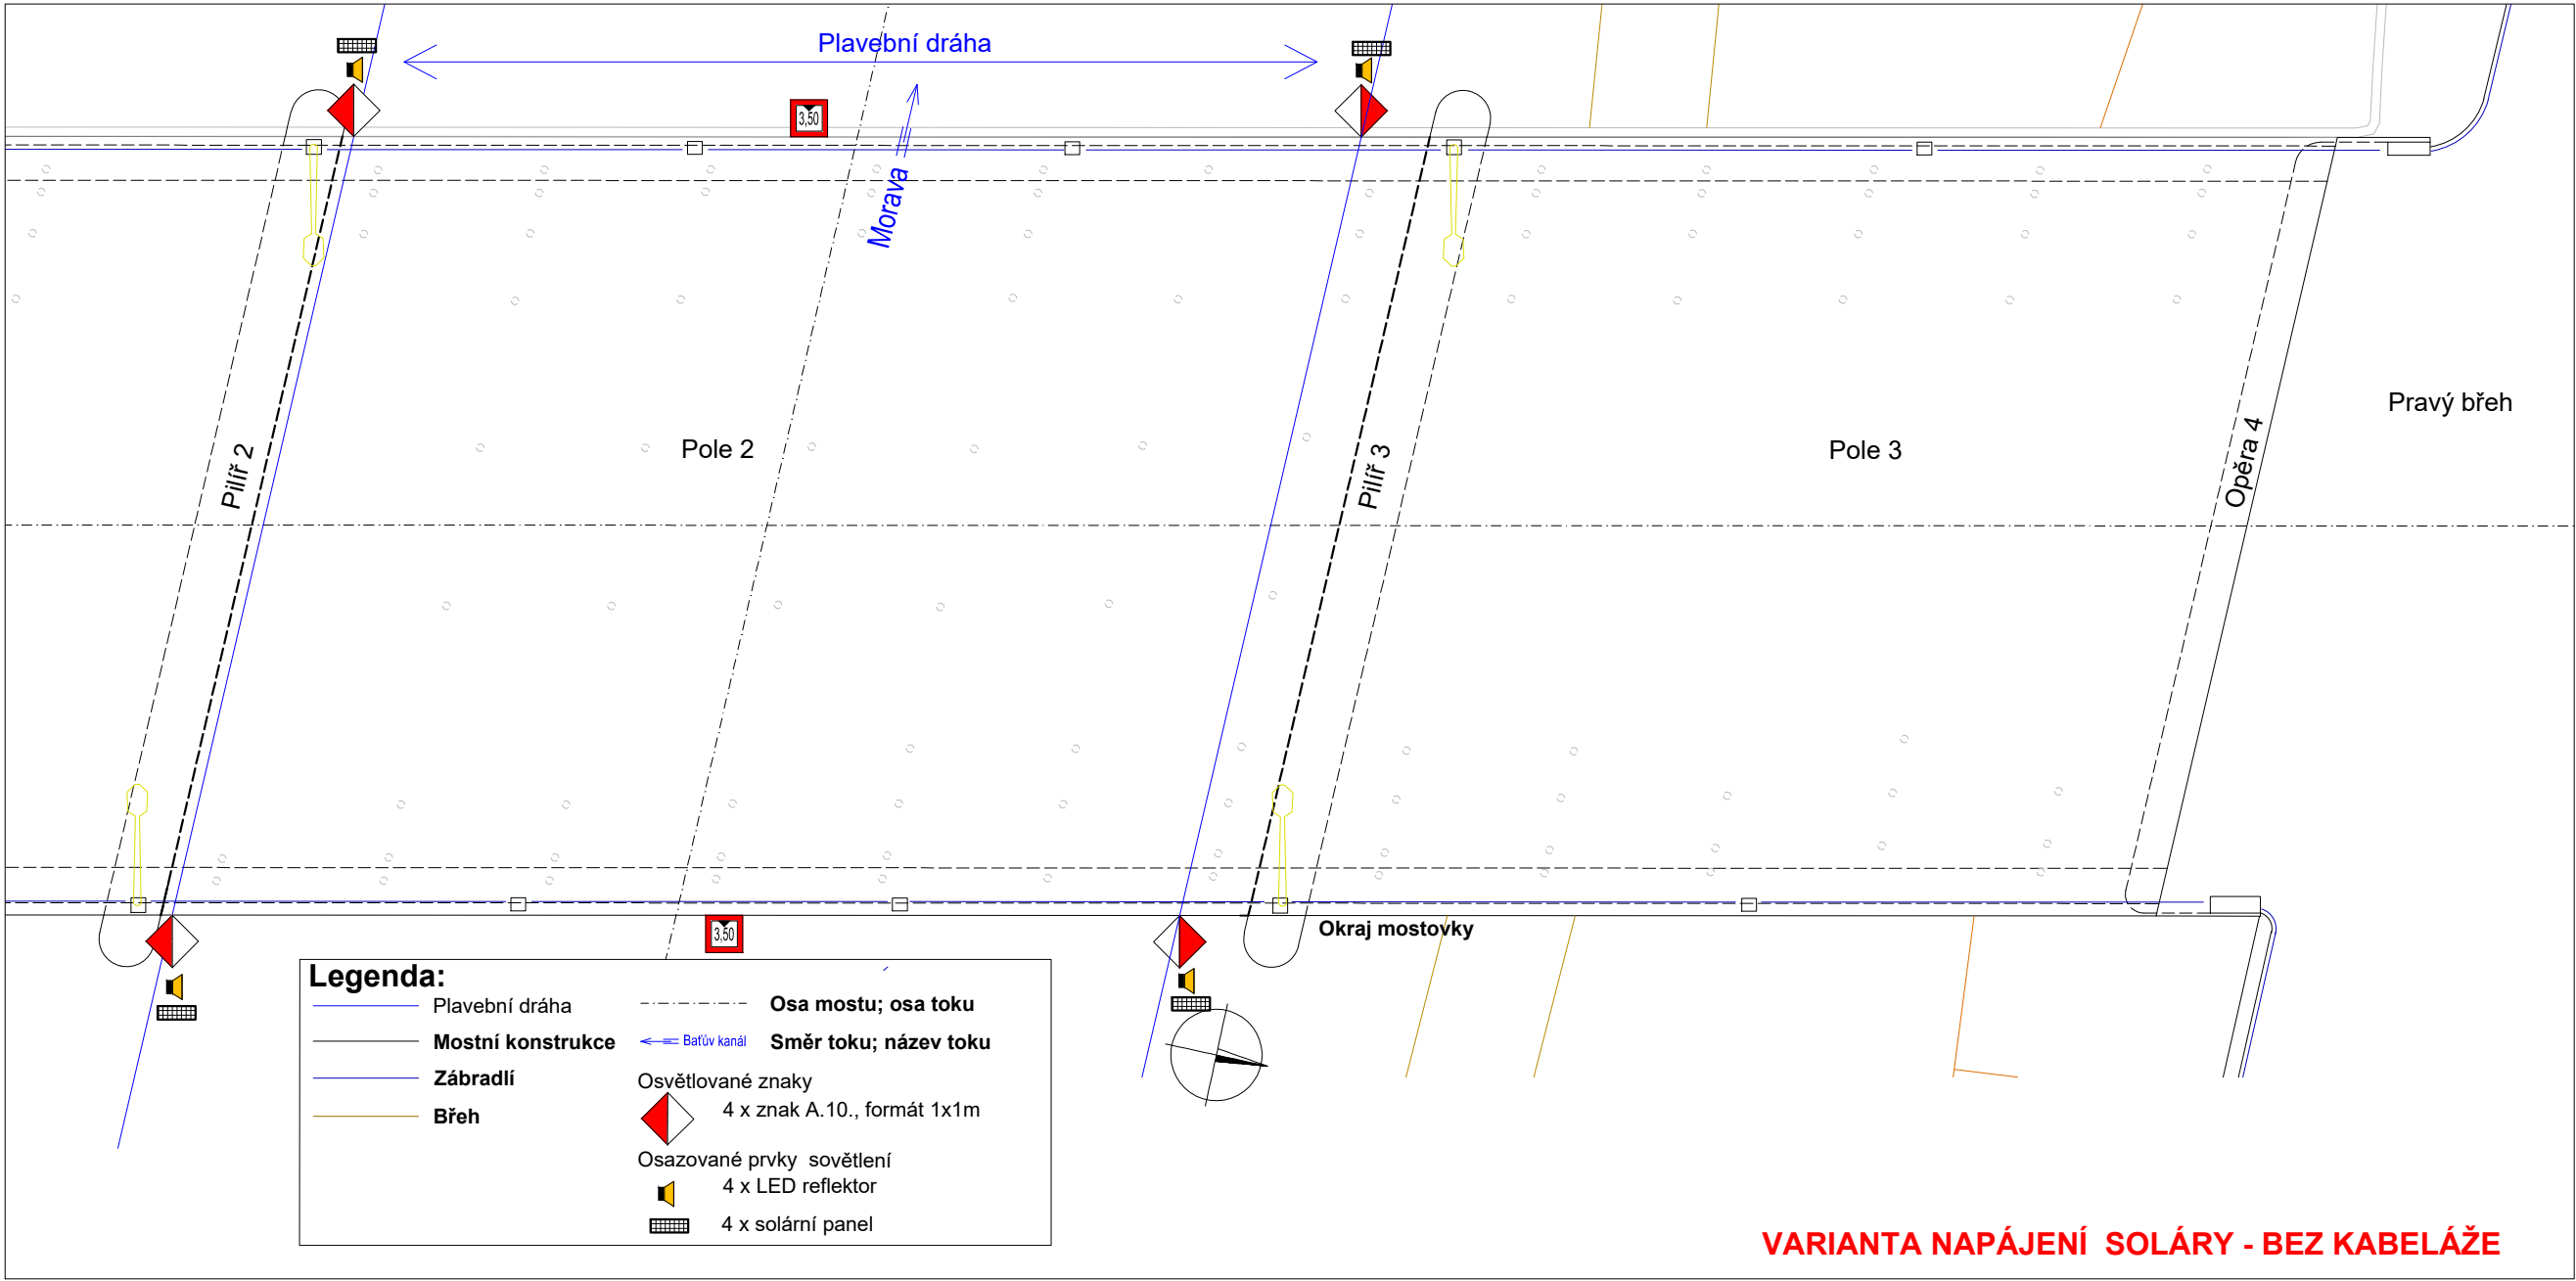 Plavební dráha
3,50
Morava
Pravý břeh
Pilíř 2
Pole 2
Pilíř 3
Pole 3
Opěra 4
3,50
Okraj mostovky
Legenda:
Plavební dráha
Mostní konstrukce
Zábradlí
Břeh
Osa mostu; osa toku
Baťův kanál Směr toku; název toku
Osvětlované znaky
4 x znak A.10., formát 1x1m
Osazované prvky sovětlení
4 x LED reflektor
4 x solární panel
VARIANTA NAPÁJENÍ SOLÁRY - BEZ KABELÁŽE